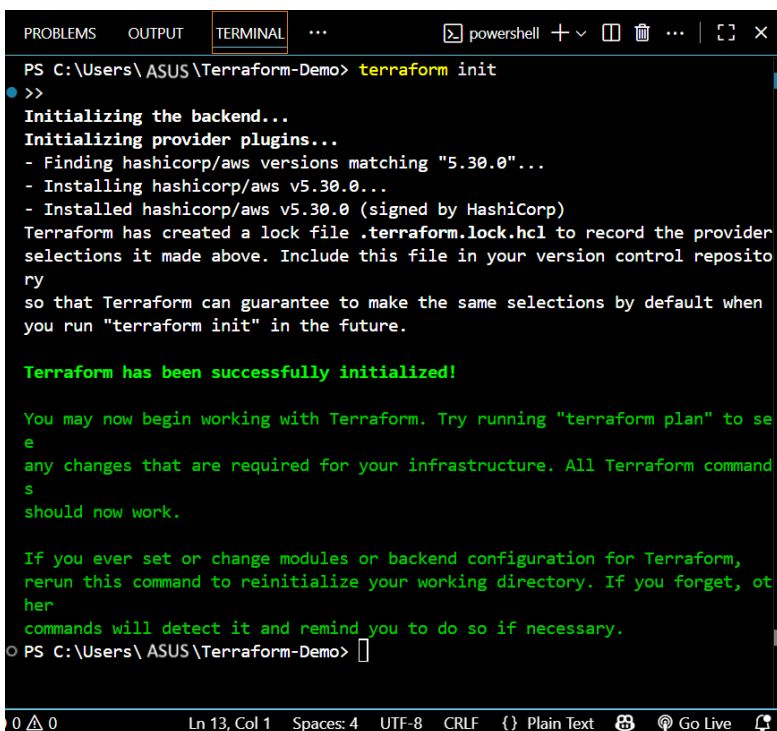 PROBLEMS OUTPUT TERMINAL ... powershell
PS C:\Users\ASUS\Terraform-Demo> terraform init
>>
Initializing the backend...
Initializing provider plugins...
- Finding hashicorp/aws versions matching "5.30.0"...
- Installing hashicorp/aws v5.30.0...
- Installed hashicorp/aws v5.30.0 (signed by HashiCorp)
Terraform has created a lock file .terraform.lock.hcl to record the provider
selections it made above. Include this file in your version control reposito
ry
so that Terraform can guarantee to make the same selections by default when
you run "terraform init" in the future.
Terraform has been successfully initialized!
You may now begin working with Terraform. Try running "terraform plan" to se
e
any changes that are required for your infrastructure. All Terraform command
s
should now work.
If you ever set or change modules or backend configuration for Terraform,
rerun this command to reinitialize your working directory. If you forget, ot
her
commands will detect it and remind you to do so if necessary.
PS C:\Users\ASUS\Terraform-Demo>
0 0 Ln 13, Col 1 Spaces: 4 UTF-8 CRLF {} Plain Text Go Live